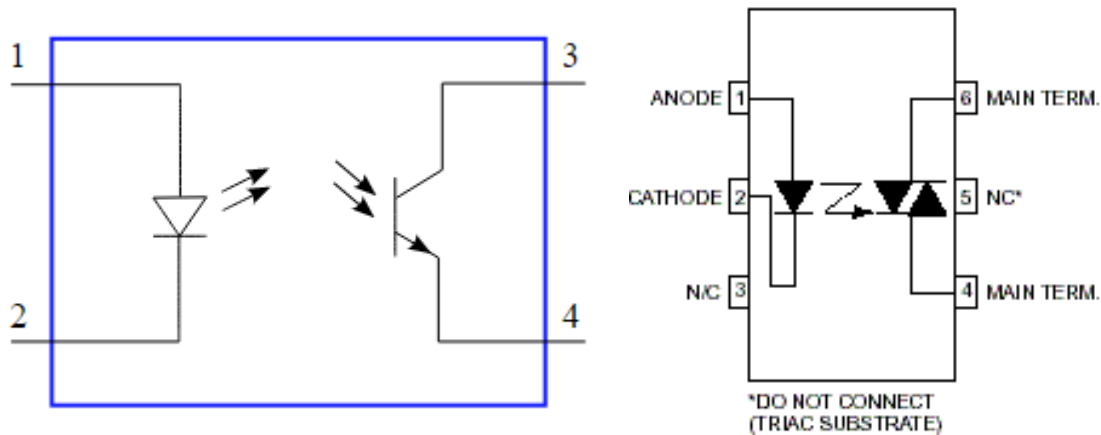 1
3
2
4
ANODE 1
6 MAIN TERM.
CATHODE 2
5 NC*
N/C 3
4 MAIN TERM.
*DO NOT CONNECT
(TRIAC SUBSTRATE)